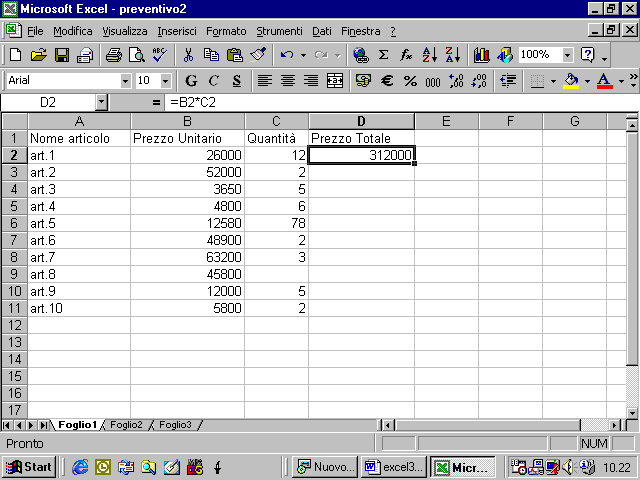 Microsoft Excel - preventivo2
File Modifica Visualizza Inserisci Formato Strumenti Dati Finestra ?
100%
Arial 10 G C S € % 000
D2 = =B2*C2
A B C D E F G
1 Nome articolo Prezzo Unitario Quantità Prezzo Totale
2 art.1 26000 12 312000
3 art.2 52000 2
4 art.3 3650 5
5 art.4 4800 6
6 art.5 12580 78
7 art.6 48900 2
8 art.7 63200 3
9 art.8 45800
10 art.9 12000 5
11 art.10 5800 2
12
13
14
15
16
17
Foglio1 Foglio2 Foglio3
Pronto NUM
Start Nuovo... excel3... Micr... 10.22